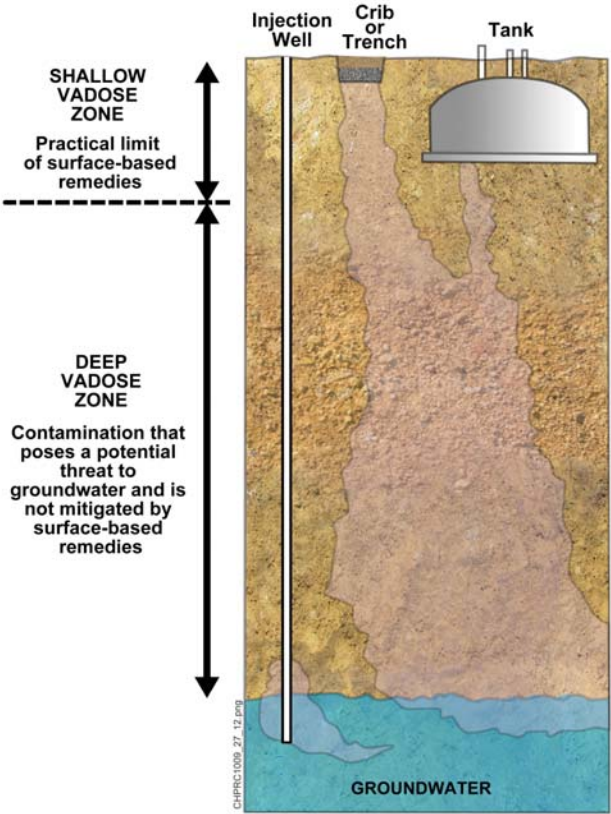 Injection
Well
Crib
or
Trench
Tank
SHALLOW
VADOSE
ZONE
Practical limit
of surface-based
remedies
DEEP
VADOSE
ZONE
Contamination that
poses a potential
threat to
groundwater and is
not mitigated by
surface-based
remedies
CHPRC1009_27_12.png
GROUNDWATER